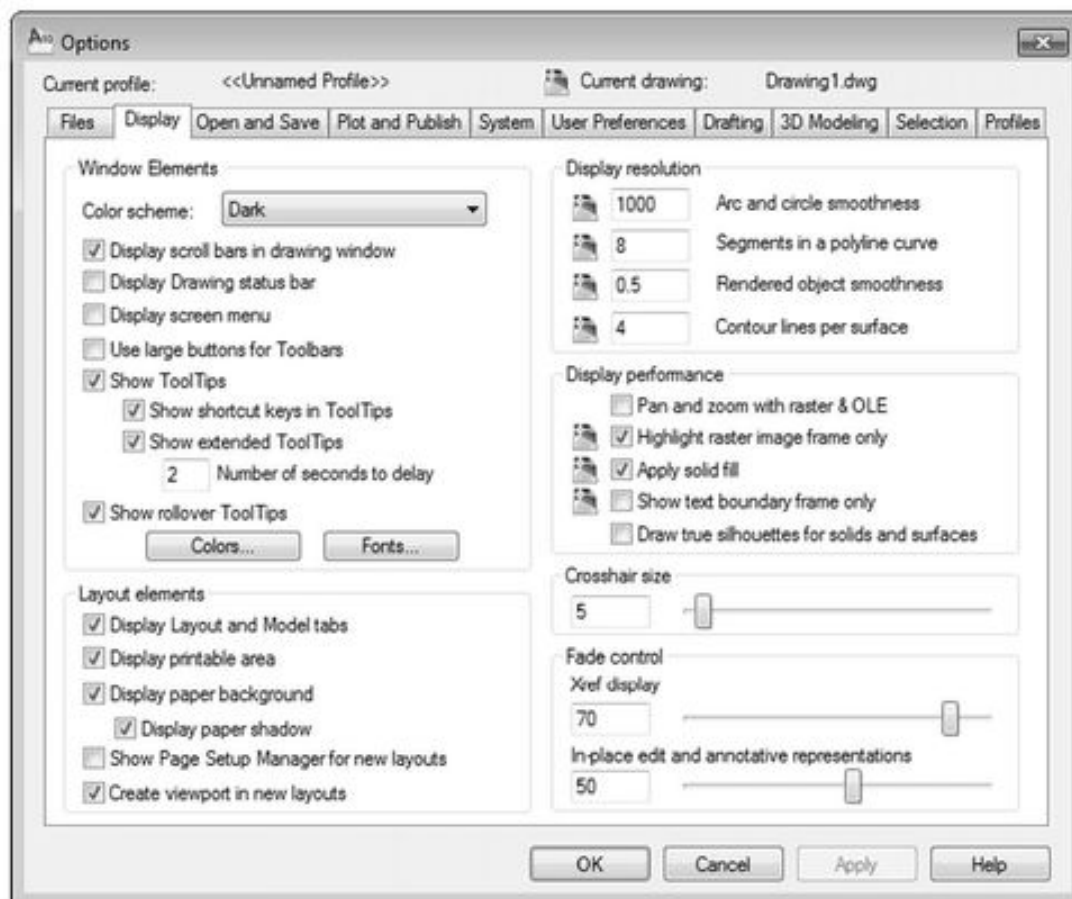 Options
Current profile: <<Unnamed Profile>> Current drawing: Drawing1.dwg
Files Display Open and Save Plot and Publish System User Preferences Drafting 3D Modeling Selection Profiles
Window Elements
Color scheme: Dark
Display scroll bars in drawing window
Display Drawing status bar
Display screen menu
Use large buttons for Toolbars
Show ToolTips
Show shortcut keys in ToolTips
Show extended ToolTips
2 Number of seconds to delay
Show rollover ToolTips
Colors... Fonts...
Layout elements
Display Layout and Model tabs
Display printable area
Display paper background
Display paper shadow
Show Page Setup Manager for new layouts
Create viewport in new layouts
Display resolution
1000 Arc and circle smoothness
8 Segments in a polyline curve
0.5 Rendered object smoothness
4 Contour lines per surface
Display performance
Pan and zoom with raster & OLE
Highlight raster image frame only
Apply solid fill
Show text boundary frame only
Draw true silhouettes for solids and surfaces
Crosshair size
5
Fade control
Xref display
70
In-place edit and annotative representations
50
OK Cancel Apply Help